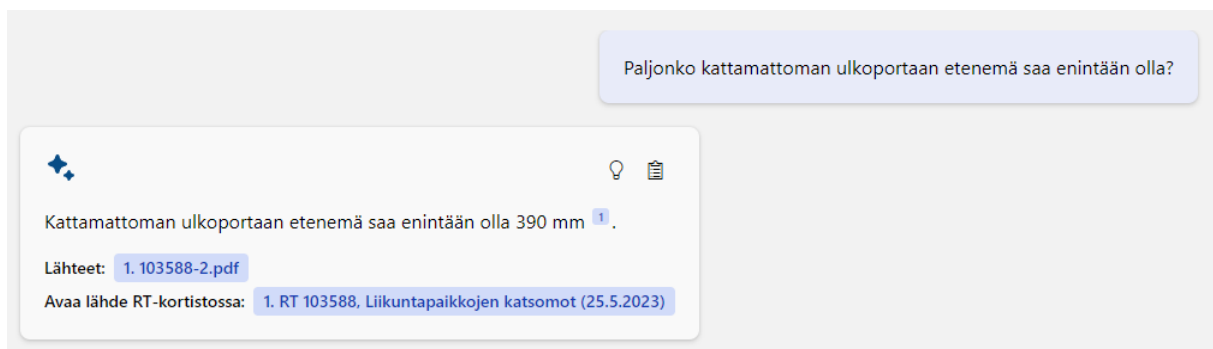 Paljonko kattamattoman ulkoportaan etenemä saa enintään olla?
Kattamattoman ulkoportaan etenemä saa enintään olla 390 mm 1.
Lähteet: 1. 103588-2.pdf
Avaa lähde RT-kortistossa: 1. RT 103588, Liikuntapaikkojen katsomot (25.5.2023)